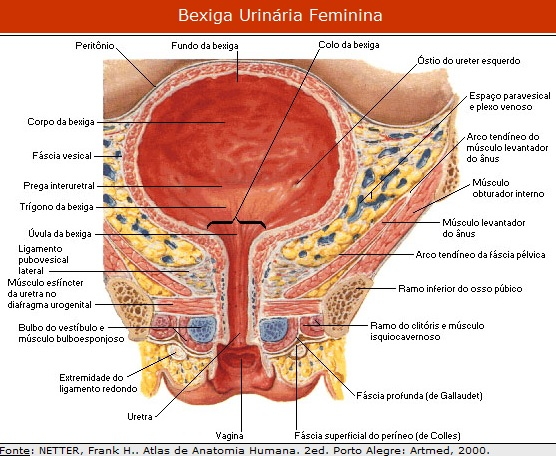 Bexiga Urinária Feminina
Peritônio
Fundo da bexiga
Colo da bexiga
Óstio do ureter esquerdo
Espaço paravesical
e plexo venoso
Corpo da bexiga
Arco tendíneo do
músculo levantador
do ânus
Fáscia vesical
Músculo
obturador interno
Prega interuretral
Trígono da bexiga
Músculo levantador
do ânus
Úvula da bexiga
Ligamento
pubovesical
lateral
Arco tendíneo da fáscia pélvica
Músculo esfíncter
da uretra no
diafragma urogenital
Ramo inferior do osso púbico
Bulbo do vestíbulo e
músculo bulboesponjoso
Ramo do clitóris e músculo
isquiocavernoso
Extremidade do
ligamento redondo
Fáscia profunda (de Gallaudet)
Uretra
Vagina
Fáscia superficial do períneo (de Colles)
Fonte: NETTER, Frank H.. Atlas de Anatomia Humana. 2ed. Porto Alegre: Artmed, 2000.